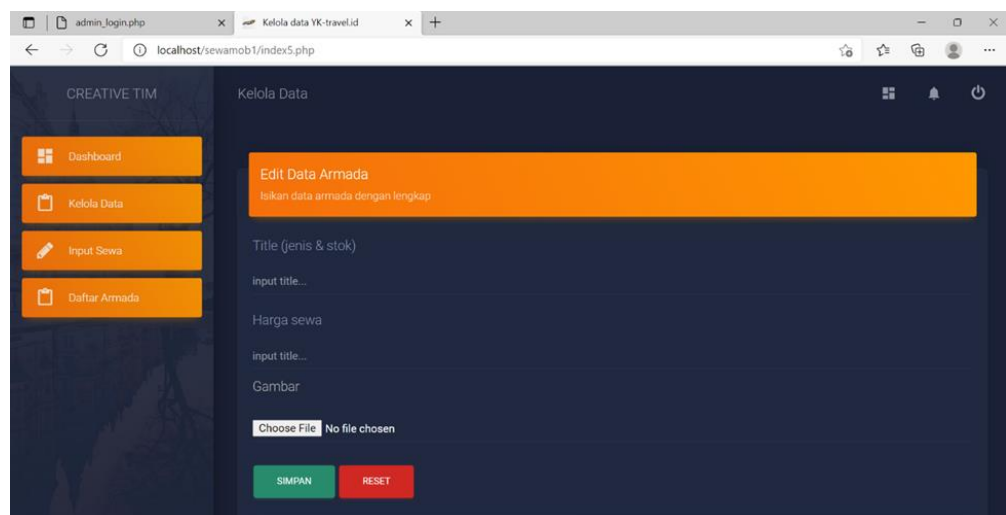 admin_login.php
Kelola data YK-travel.id
localhost/sewamob1/index5.php
CREATIVE TIM
Kelola Data
Dashboard
Kelola Data
Input Sewa
Daftar Armada
Edit Data Armada
Isikan data armada dengan lengkap
Title (jenis & stok)
input title...
Harga sewa
input title...
Gambar
Choose File No file chosen
SIMPAN RESET